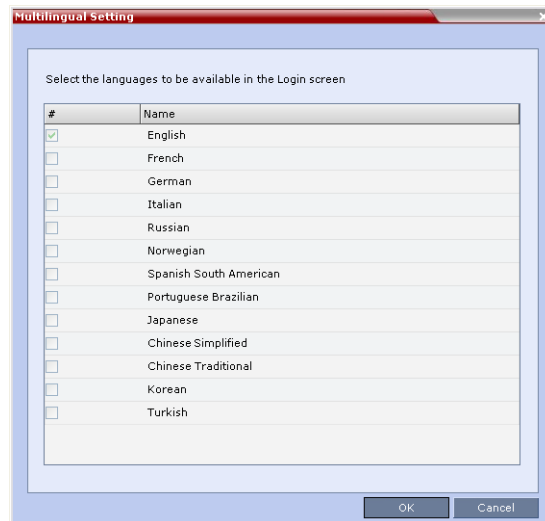 Multilingual Setting
Select the languages to be available in the Login screen
# Name
English
French
German
Italian
Russian
Norwegian
Spanish South American
Portuguese Brazilian
Japanese
Chinese Simplified
Chinese Traditional
Korean
Turkish
OK Cancel